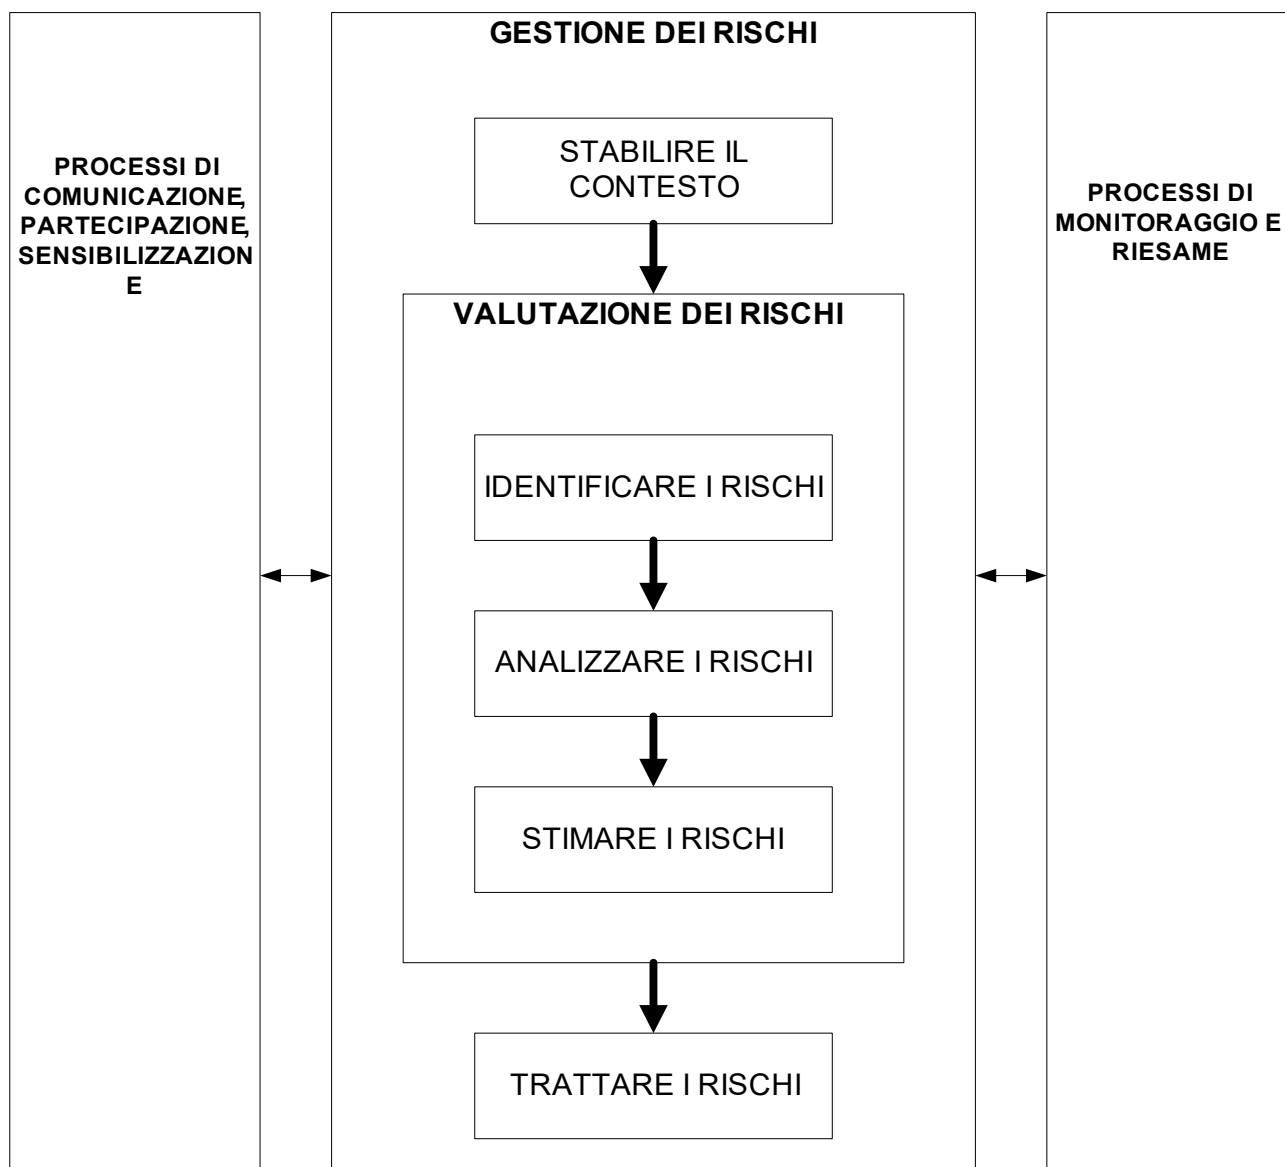 GESTIONE DEI RISCHI
PROCESSI DI
COMUNICAZIONE,
PARTECIPAZIONE,
SENSIBILIZZAZION
E
STABILIRE IL
CONTESTO
PROCESSI DI
MONITORAGGIO E
RIESAME
VALUTAZIONE DEI RISCHI
IDENTIFICARE I RISCHI
ANALIZZARE I RISCHI
STIMARE I RISCHI
TRATTARE I RISCHI